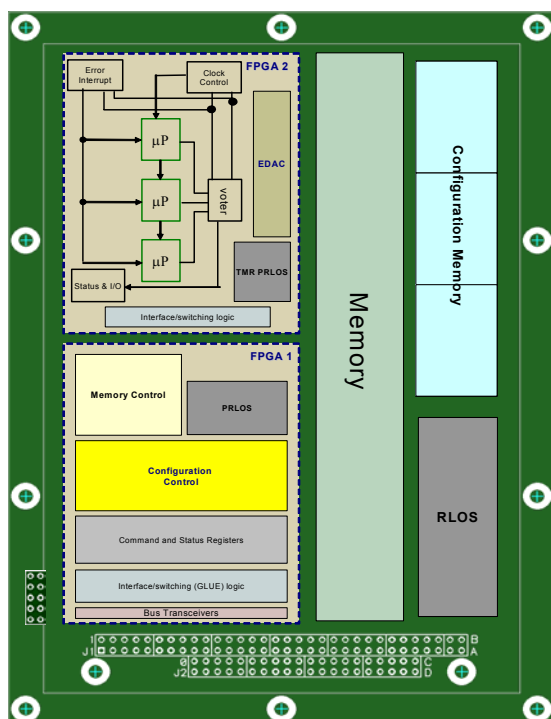 FPGA 2
Error
Interrupt
Clock
Control
µP
µP
µP
voter
EDAC
TMR PRLOS
Status & I/O
Interface/switching logic
FPGA 1
Memory Control
PRLOS
Configuration
Control
Command and Status Registers
Interface/switching (GLUE) logic
Bus Transceivers
Memory
Configuration Memory
RLOS
1
B
J1
A
0
C
J2
D